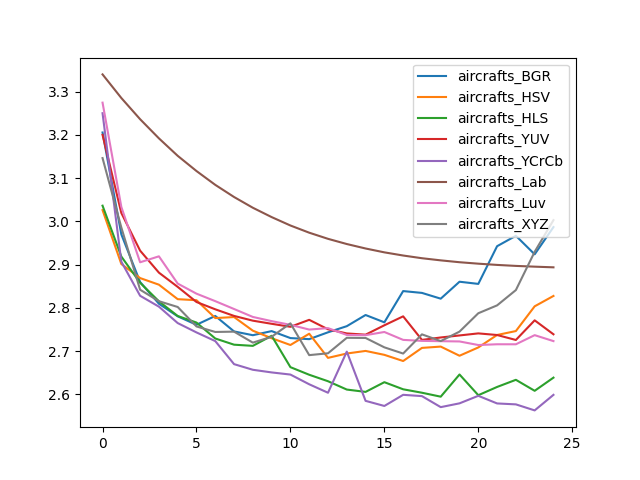 aircrafts_BGR
aircrafts_HSV
aircrafts_HLS
aircrafts_YUV
aircrafts_YCrCb
aircrafts_Lab
aircrafts_Luv
aircrafts_XYZ
3.3
3.2
3.1
3.0
2.9
2.8
2.7
2.6
0 5 10 15 20 25